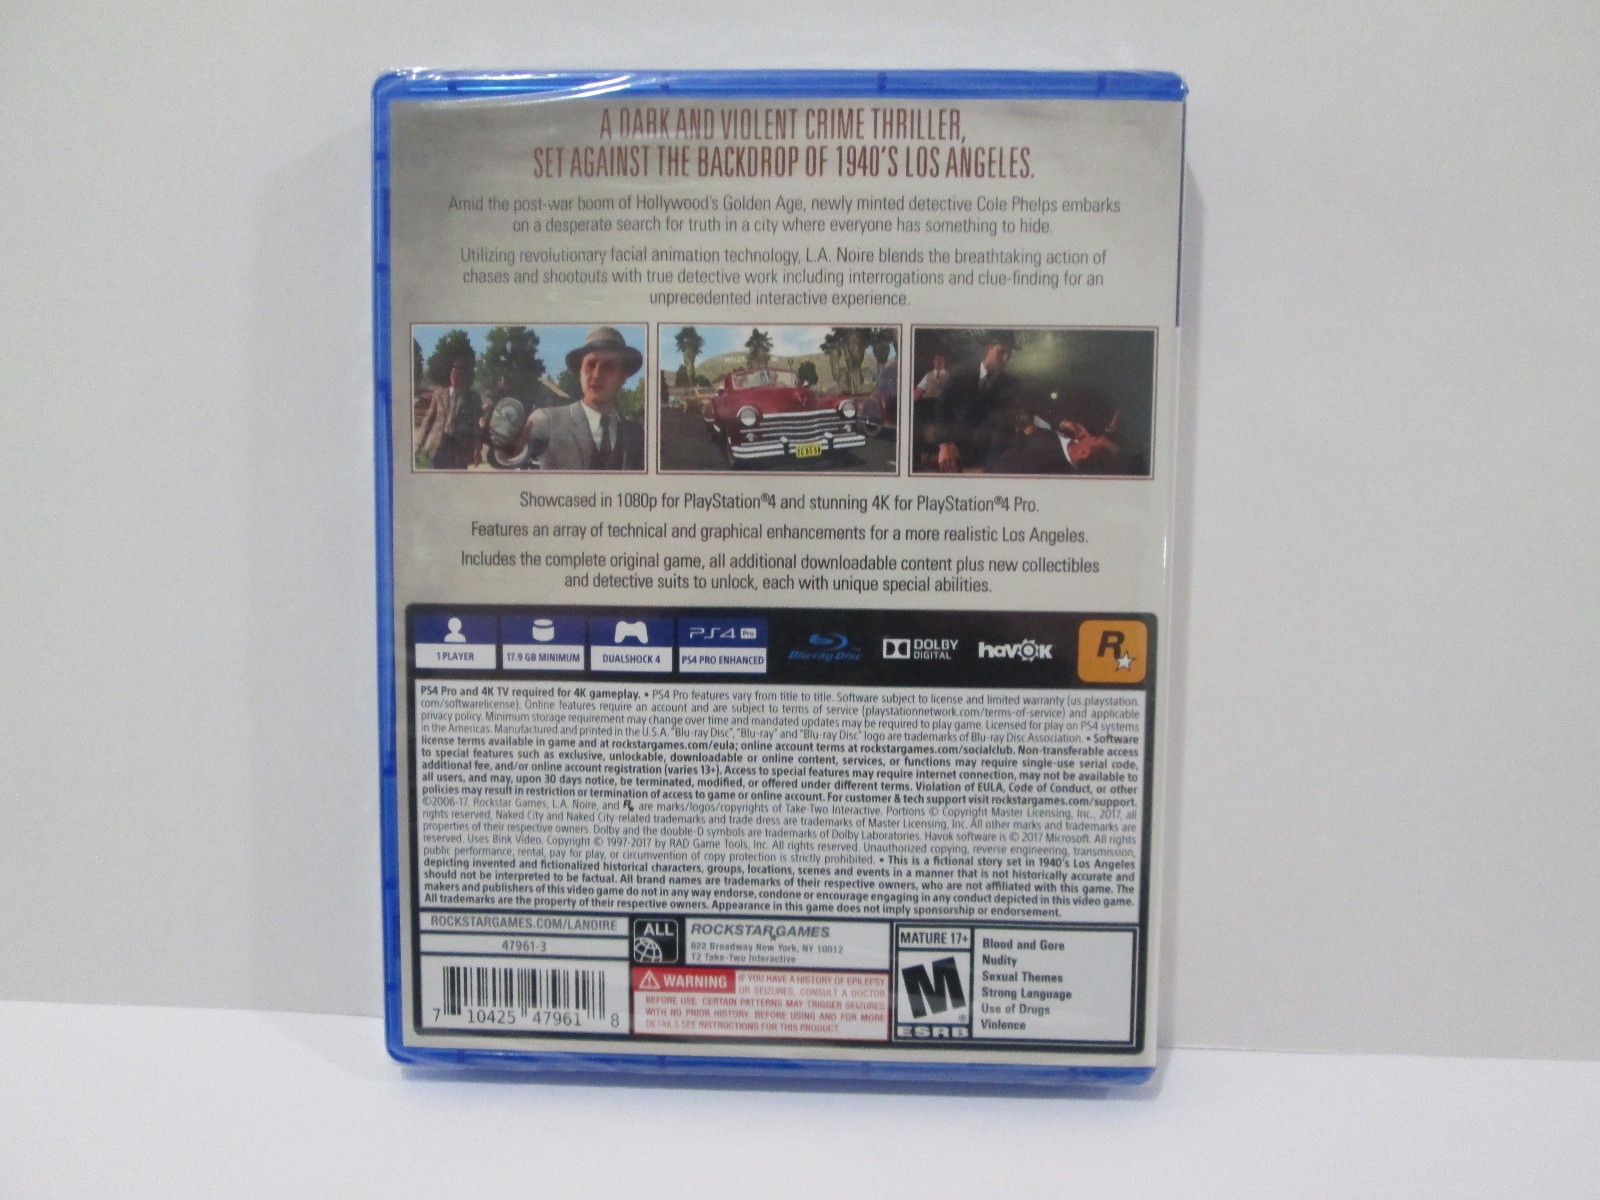 A DARK AND VIOLENT CRIME THRILLER,
SET AGAINST THE BACKDROP OF 1940'S LOS ANGELES.
Amid the post-war boom of Hollywood's Golden Age, newly minted detective Cole Phelps embarks
on a desperate search for truth in a city where everyone has something to hide.
Utilizing revolutionary facial animation technology, L.A. Noire blends the breathtaking action of
chases and shootouts with true detective work including interrogations and clue-finding for an
unprecedented interactive experience.
Showcased in 1080p for PlayStation®4 and stunning 4K for PlayStation®4 Pro.
Features an array of technical and graphical enhancements for a more realistic Los Angeles.
Includes the complete original game, all additional downloadable content plus new collectibles
and detective suits to unlock, each with unique special abilities.
PS4 Pro
1 PLAYER
17.9 GB MINIMUM
DUALSHOCK 4
PS4 PRO ENHANCED
Blu-ray Disc
DOLBY
DIGITAL
havok
R
PS4 Pro and 4K TV required for 4K gameplay. • PS4 Pro features vary from title to title. Software subject to license and limited warranty (us.playstation.
com/softwarelicense). Online features require an account and are subject to terms of service (playstationnetwork.com/terms-of-service) and applicable
privacy policy. Minimum storage requirement may change over time and mandated updates may be required to play game. Licensed for play on PS4 systems
in the Americas. Manufactured and printed in the U.S.A. "Blu-ray Disc", "Blu-ray" and "Blu-ray Disc" logo are trademarks of Blu-ray Disc Association. • Software
license terms available in game and at rockstargames.com/eula; online account terms at rockstargames.com/socialclub. Non-transferable access
to special features such as exclusive, unlockable, downloadable or online content, services, or functions may require single-use serial code,
additional fee, and/or online account registration (varies 13+). Access to special features may require internet connection, may not be available to
all users, and may, upon 30 days notice, be terminated, modified, or offered under different terms. Violation of EULA, Code of Conduct, or other
policies may result in restriction or termination of access to game or online account. For customer & tech support visit rockstargames.com/support.
©2006-17. Rockstar Games, L.A. Noire, and R are marks/logos/copyrights of Take-Two Interactive. Portions © Copyright Master Licensing, Inc., 2017, all
rights reserved, Naked City and Naked City-related trademarks and trade dress are trademarks of Master Licensing, Inc. All other marks and trademarks are
properties of their respective owners. Dolby and the double-D symbols are trademarks of Dolby Laboratories. Havok software is © 2017 Microsoft. All rights
reserved. Uses Bink Video. Copyright © 1997-2017 by RAD Game Tools, Inc. All rights reserved. Unauthorized copying, reverse engineering, transmission,
public performance, rental, pay for play, or circumvention of copy protection is strictly prohibited. • This is a fictional story set in 1940's Los Angeles
depicting invented and fictionalized historical characters, groups, locations, scenes and events in a manner that is not historically accurate and
should not be interpreted to be factual. All brand names are trademarks of their respective owners, who are not affiliated with this game. The
makers and publishers of this video game do not in any way endorse, condone or encourage engaging in any conduct depicted in this video game.
All trademarks are the property of their respective owners. Appearance in this game does not imply sponsorship or endorsement.
ROCKSTARGAMES.COM/LANOIRE
47961-3
7 10425 47961 8
ALL
ROCKSTAR GAMES
622 Broadway New York, NY 10012
T2 Take-Two Interactive
WARNING IF YOU HAVE A HISTORY OF EPILEPSY
OR SEIZURES, CONSULT A DOCTOR
BEFORE USE. CERTAIN PATTERNS MAY TRIGGER SEIZURES
WITH NO PRIOR HISTORY. BEFORE USING AND FOR MORE
DETAILS SEE INSTRUCTIONS FOR THIS PRODUCT.
MATURE 17+
M
®
ESRB
Blood and Gore
Nudity
Sexual Themes
Strong Language
Use of Drugs
Violence